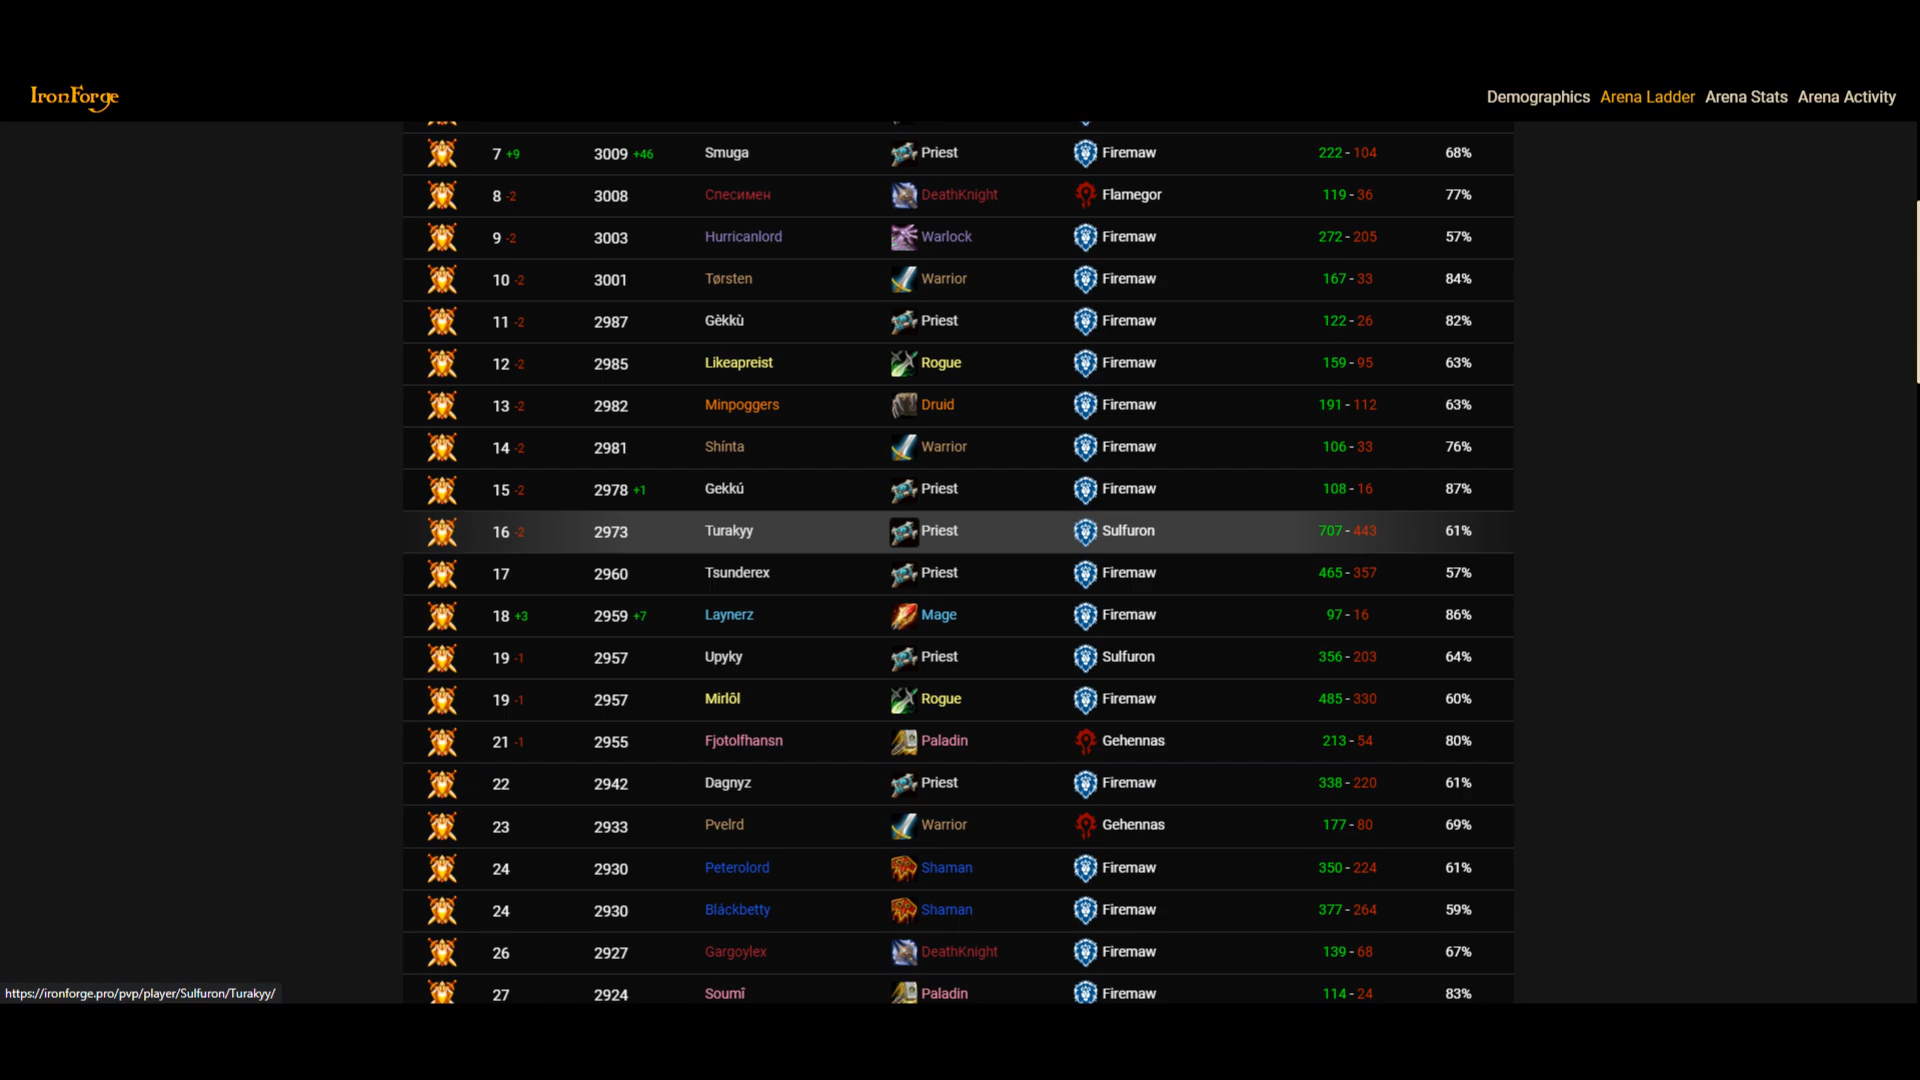 IronForge
Demographics Arena Ladder Arena Stats Arena Activity
7 +9 3009 +46 Smuga Priest Firemaw 222 - 104 68%
8 -2 3008 Спесимен DeathKnight Flamegor 119 - 36 77%
9 -2 3003 Hurricanlord Warlock Firemaw 272 - 205 57%
10 -2 3001 Tørsten Warrior Firemaw 167 - 33 84%
11 -2 2987 Gèkkù Priest Firemaw 122 - 26 82%
12 -2 2985 Likeapreist Rogue Firemaw 159 - 95 63%
13 -2 2982 Minpoggers Druid Firemaw 191 - 112 63%
14 -2 2981 Shínta Warrior Firemaw 106 - 33 76%
15 -2 2978 +1 Gekkú Priest Firemaw 108 - 16 87%
16 -2 2973 Turakyy Priest Sulfuron 707 - 443 61%
17 2960 Tsunderex Priest Firemaw 465 - 357 57%
18 +3 2959 +7 Laynerz Mage Firemaw 97 - 16 86%
19 -1 2957 Upyky Priest Sulfuron 356 - 203 64%
19 -1 2957 Mirlôl Rogue Firemaw 485 - 330 60%
21 -1 2955 Fjotolfhansn Paladin Gehennas 213 - 54 80%
22 2942 Dagnyz Priest Firemaw 338 - 220 61%
23 2933 Pvelrd Warrior Gehennas 177 - 80 69%
24 2930 Peterolord Shaman Firemaw 350 - 224 61%
24 2930 Bláckbetty Shaman Firemaw 377 - 264 59%
26 2927 Gargoylex DeathKnight Firemaw 139 - 68 67%
27 2924 Soumî Paladin Firemaw 114 - 24 83%
https://ironforge.pro/pvp/player/Sulfuron/Turakyy/